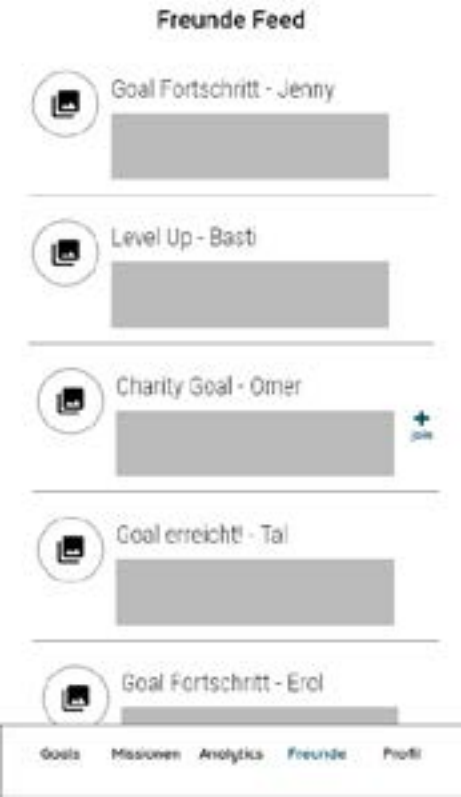 Freunde Feed
Goal Fortschritt - Jenny
Level Up - Basti
Charity Goal - Omer
join
Goal erreicht! - Tal
Goal Fortschritt - Erol
Goals Missionen Analytics Freunde Profil